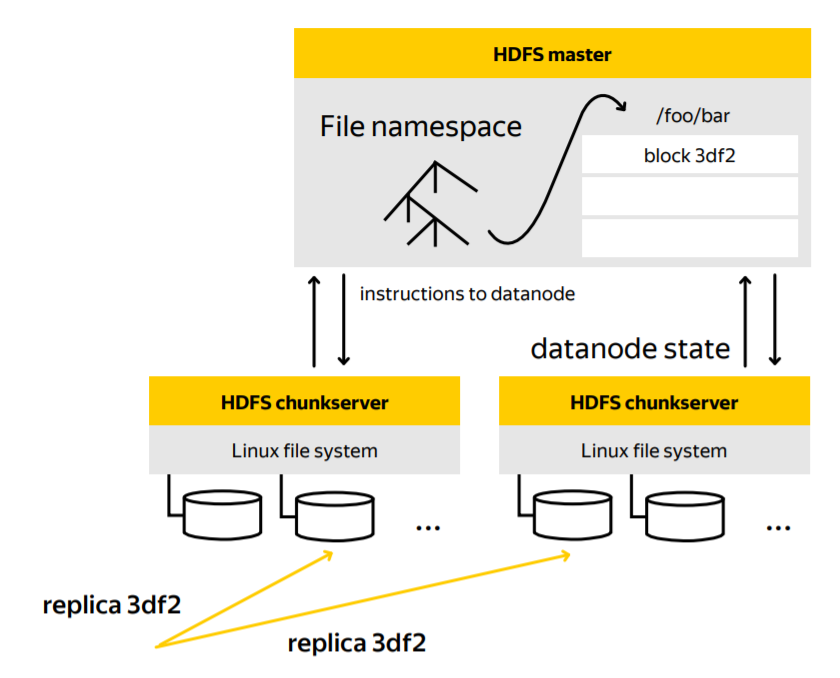 HDFS master
File namespace
/foo/bar
block 3df2
instructions to datanode
datanode state
HDFS chunkserver
Linux file system
...
HDFS chunkserver
Linux file system
...
replica 3df2
replica 3df2